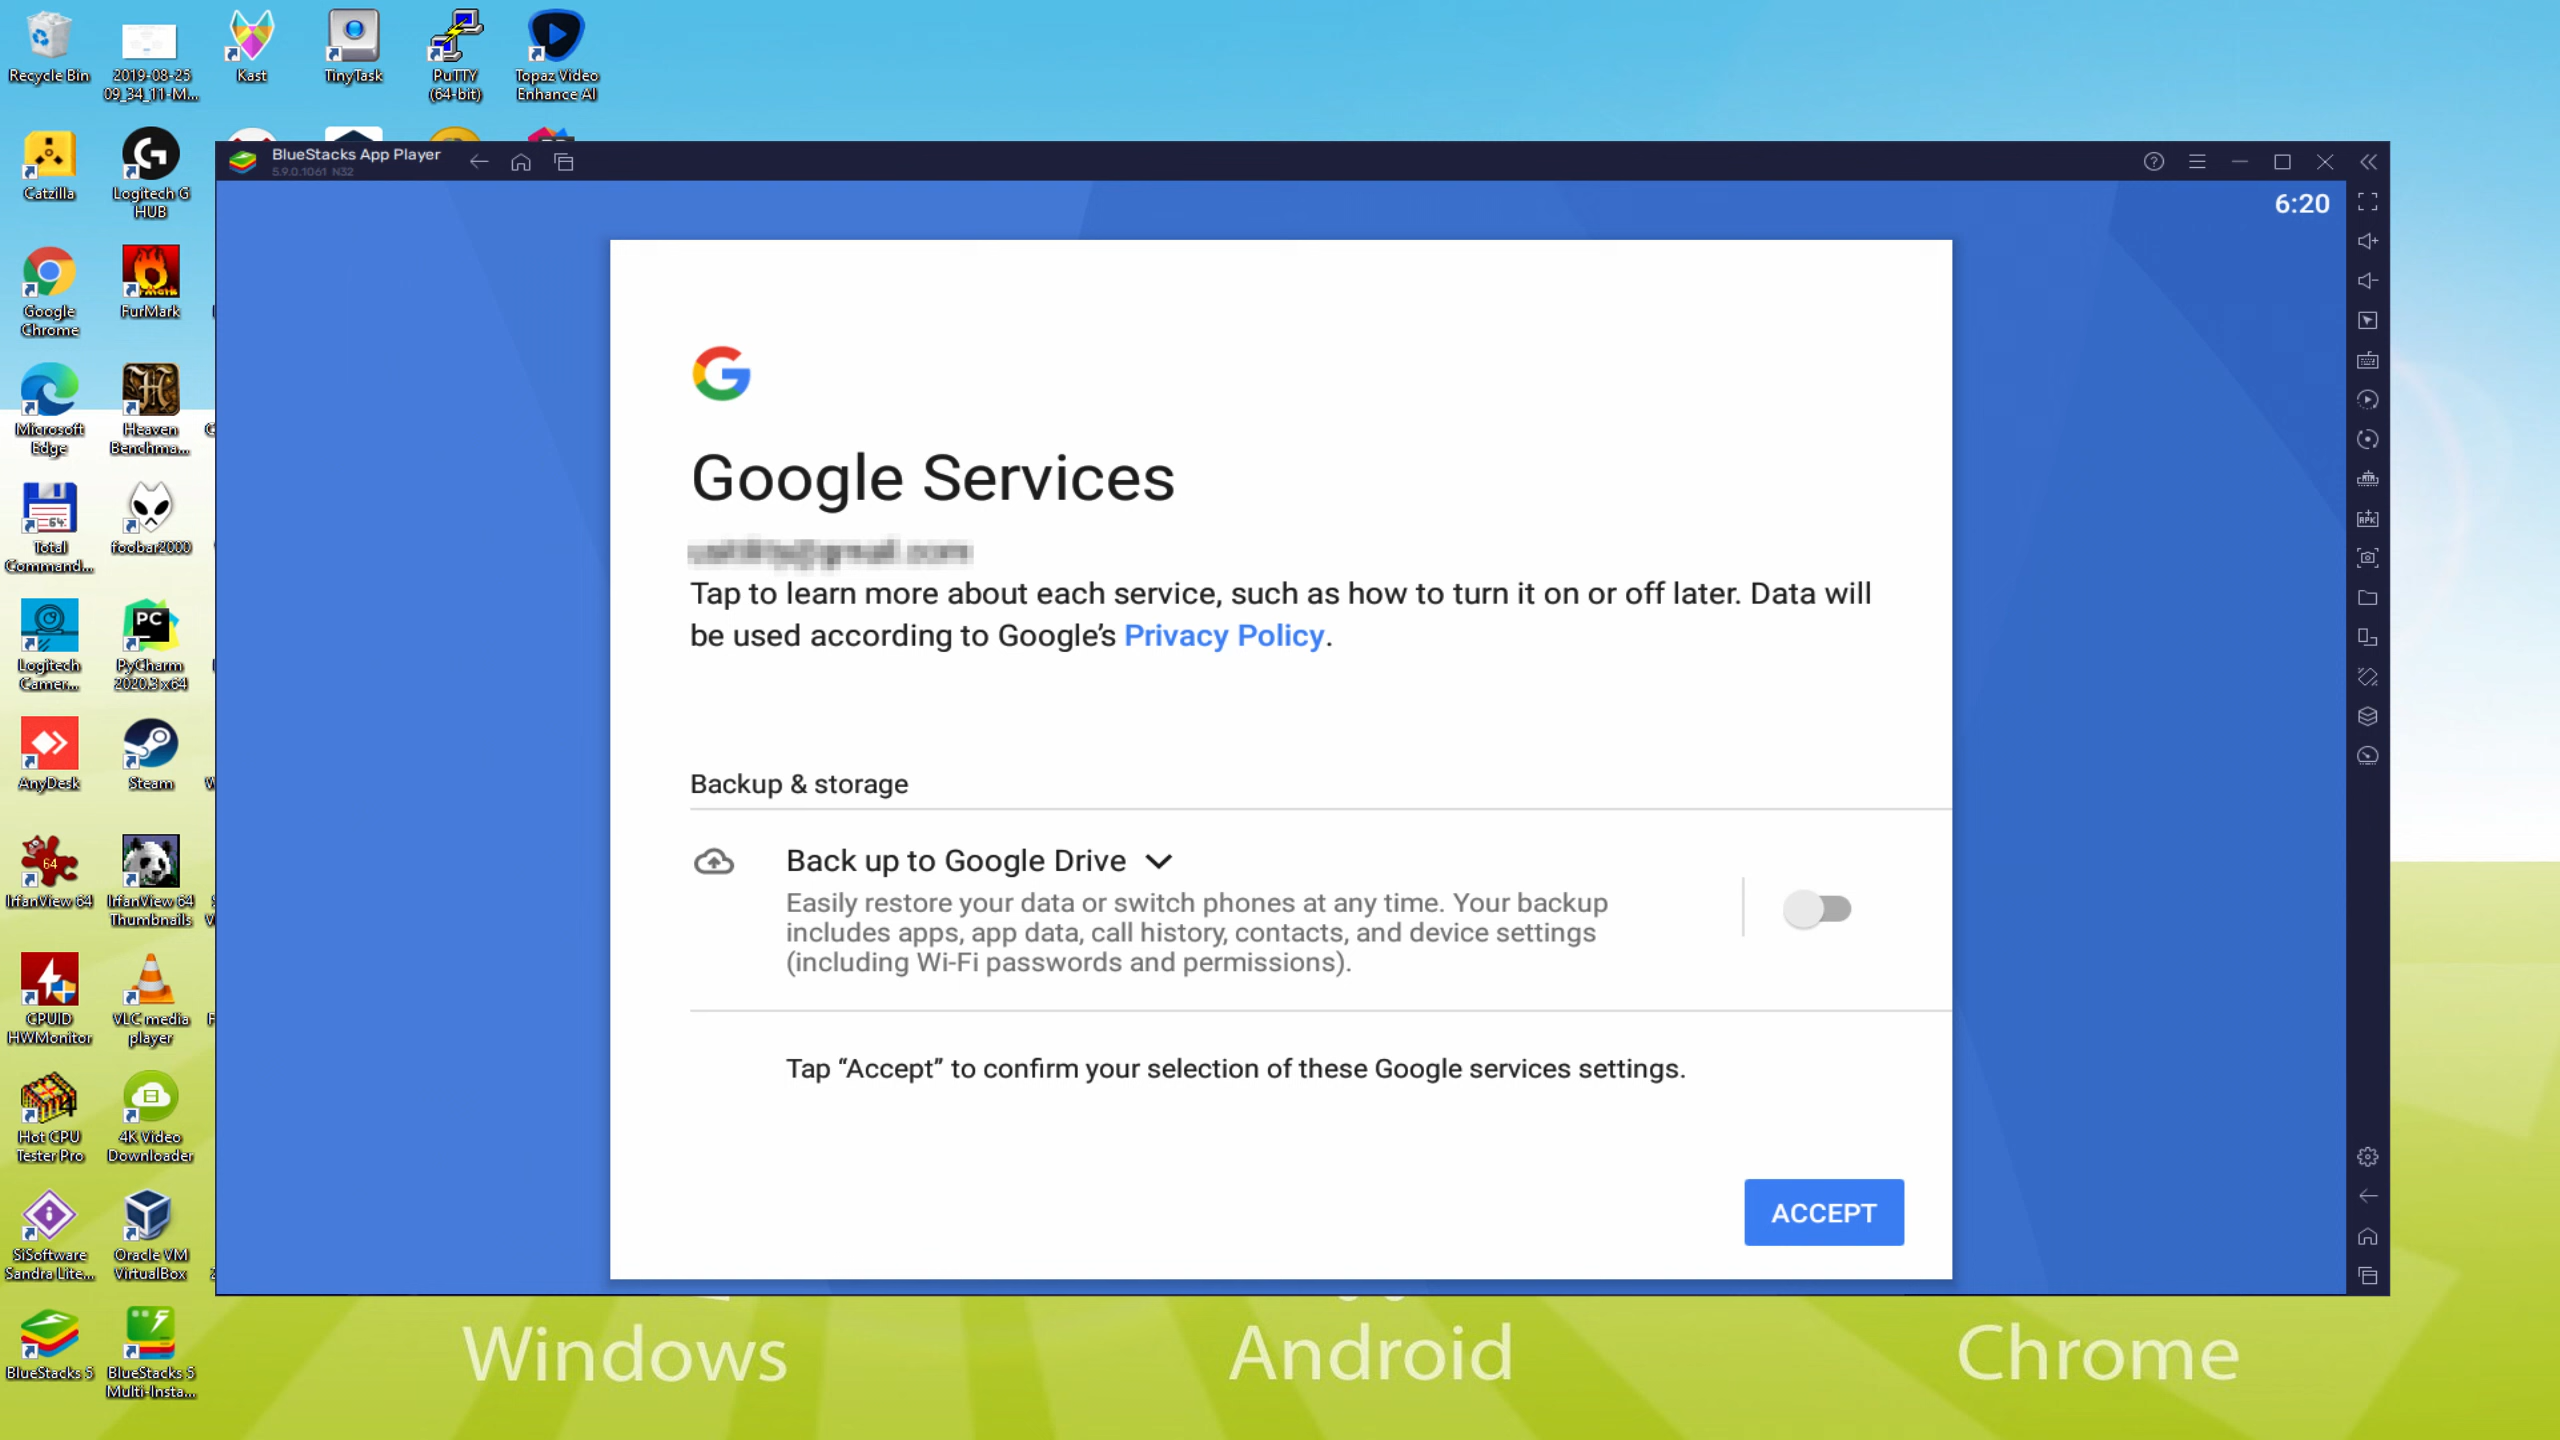 Recycle Bin
2019-08-25
09_34_11-M...
Kast
TinyTask
PuTTY
(64-bit)
Topaz Video
Enhance AI
Catzilla
Logitech G
HUB
Google
Chrome
FurMark
Microsoft
Edge
Heaven
Benchma...
Total
Command...
foobar2000
Logitech
Camer...
PC
PyCharm
2020.3 x64
AnyDesk
Steam
64
IrfanView 64
IrfanView 64
Thumbnails
CPUID
HWMonitor
VLC media
player
Hot CPU
Tester Pro
4K Video
Downloader
SiSoftware
Sandra Lite...
Oracle VM
VirtualBox
BlueStacks 5
BlueStacks 5
Multi-Insta...
BlueStacks App Player
5.9.0.1061 N32
6:20
Google Services
Tap to learn more about each service, such as how to turn it on or off later. Data will
be used according to Google’s Privacy Policy.
Backup & storage
Back up to Google Drive
Easily restore your data or switch phones at any time. Your backup
includes apps, app data, call history, contacts, and device settings
(including Wi-Fi passwords and permissions).
Tap “Accept” to confirm your selection of these Google services settings.
ACCEPT
Windows
Android
Chrome